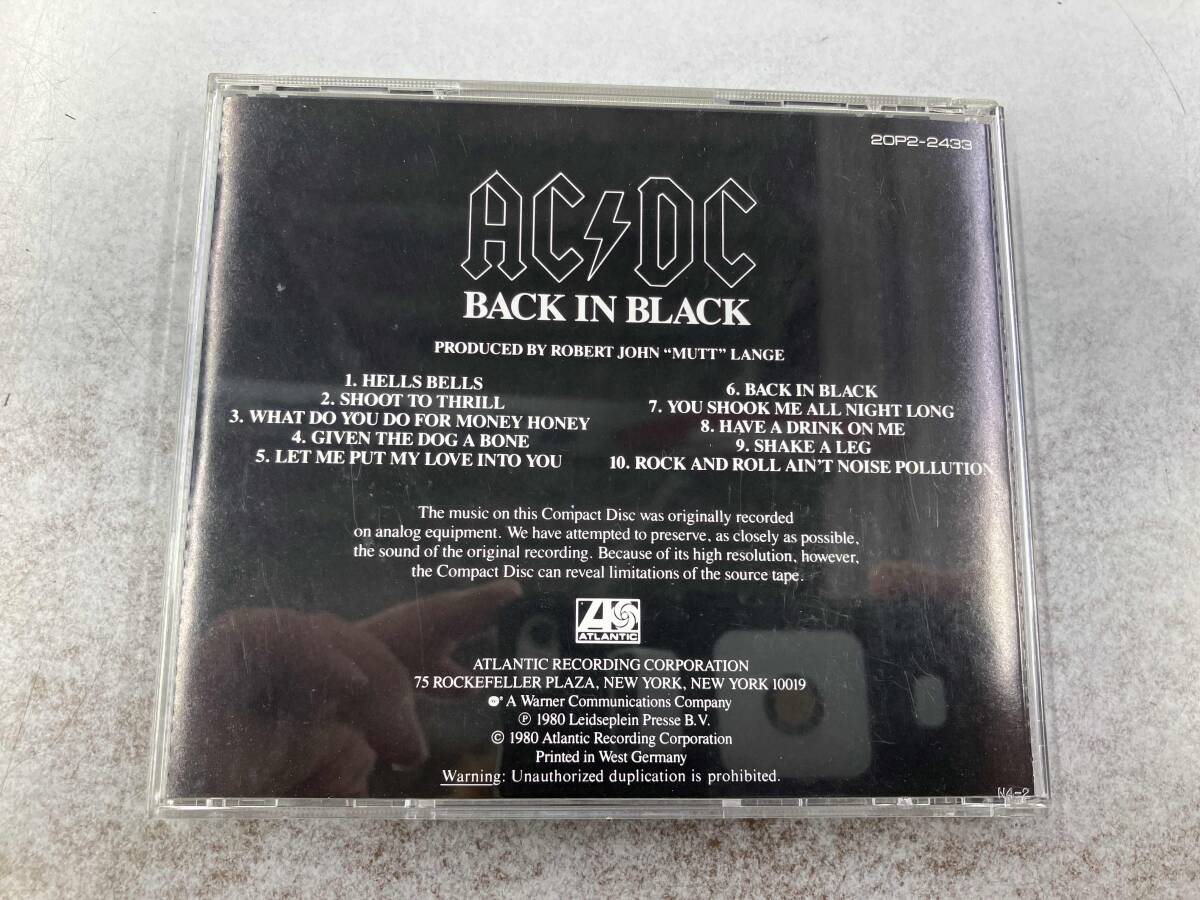 20P2-2433
AC DC
BACK IN BLACK
PRODUCED BY ROBERT JOHN “MUTT” LANGE
1. HELLS BELLS
2. SHOOT TO THRILL
3. WHAT DO YOU DO FOR MONEY HONEY
4. GIVEN THE DOG A BONE
5. LET ME PUT MY LOVE INTO YOU
6. BACK IN BLACK
7. YOU SHOOK ME ALL NIGHT LONG
8. HAVE A DRINK ON ME
9. SHAKE A LEG
10. ROCK AND ROLL AIN'T NOISE POLLUTION
The music on this Compact Disc was originally recorded
on analog equipment. We have attempted to preserve, as closely as possible,
the sound of the original recording. Because of its high resolution, however,
the Compact Disc can reveal limitations of the source tape.
ATLANTIC
ATLANTIC RECORDING CORPORATION
75 ROCKEFELLER PLAZA, NEW YORK, NEW YORK 10019
A Warner Communications Company
℗ 1980 Leidseplein Presse B.V.
© 1980 Atlantic Recording Corporation
Printed in West Germany
Warning: Unauthorized duplication is prohibited.
N4-2